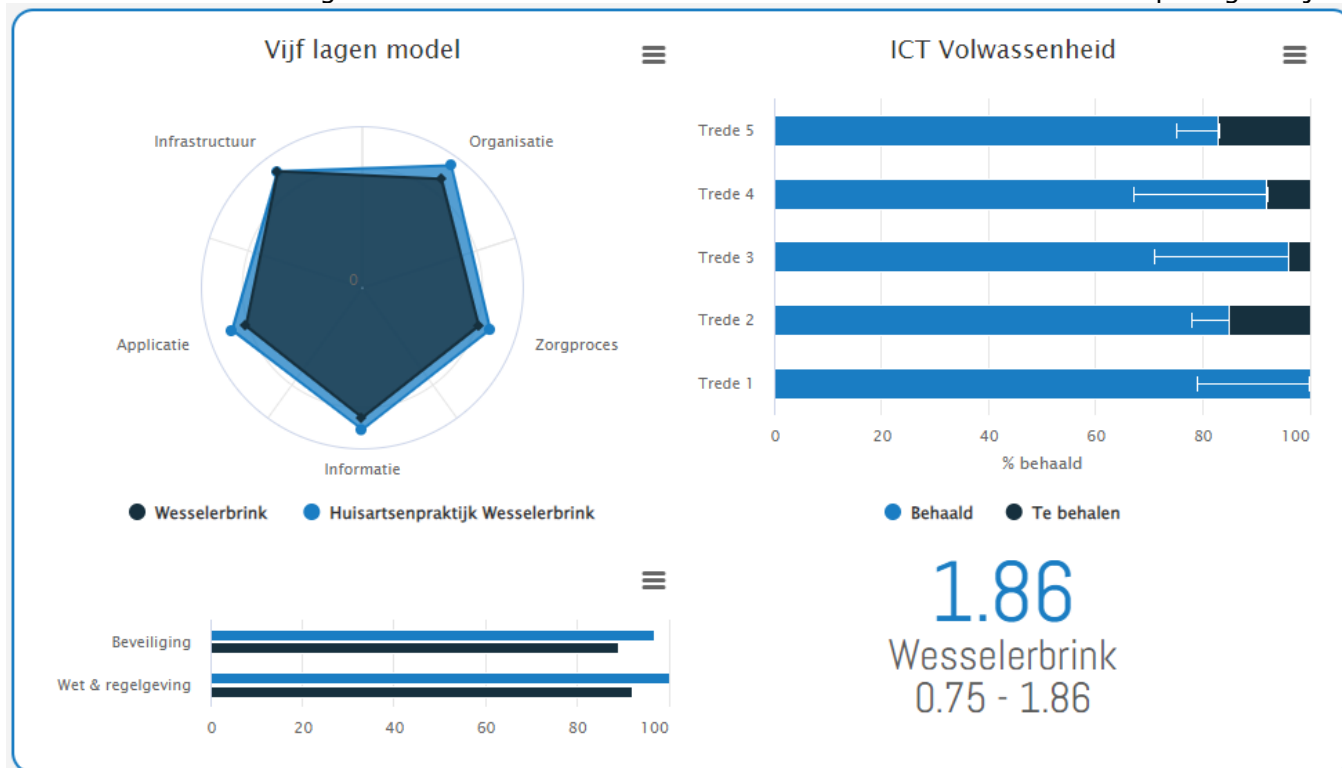 Vijf lagen model
Infrastructuur
Organisatie
0
Applicatie
Zorgproces
Informatie
Wesselerbrink
Huisartsenpraktijk Wesselerbrink
ICT Volwassenheid
Trede 5
Trede 4
Trede 3
Trede 2
Trede 1
0 20 40 60 80 100
% behaald
Behaald
Te behalen
Beveiliging
Wet & regelgeving
0 20 40 60 80 100
1.86
Wesselerbrink
0.75 - 1.86